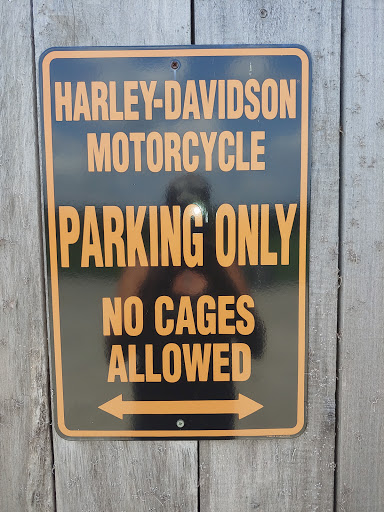 HARLEY-DAVIDSON
MOTORCYCLE
PARKING ONLY
NO CAGES
ALLOWED